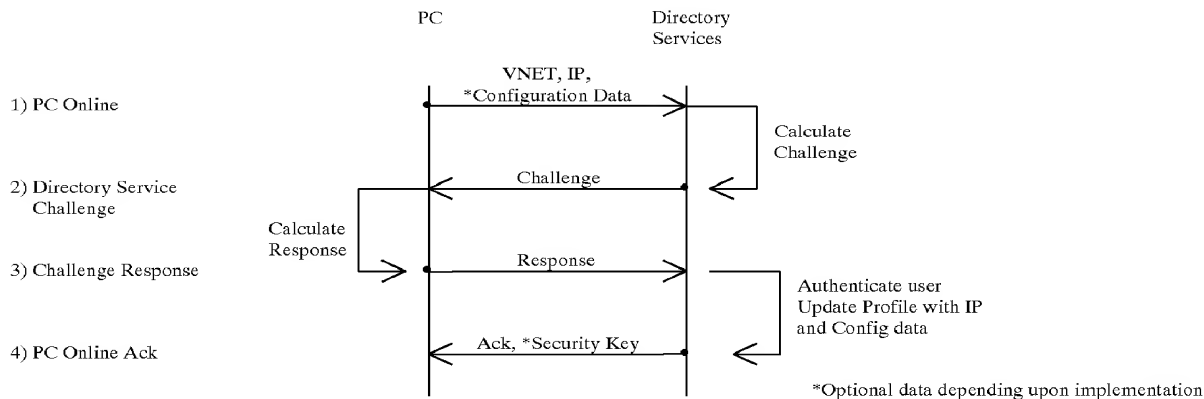 PC
Directory
Services
VNET, IP,
*Configuration Data
1) PC Online
Calculate
Challenge
2) Directory Service
Challenge
Challenge
Calculate
Response
3) Challenge Response
Response
Authenticate user
Update Profile with IP
and Config data
4) PC Online Ack
Ack, *Security Key
*Optional data depending upon implementation